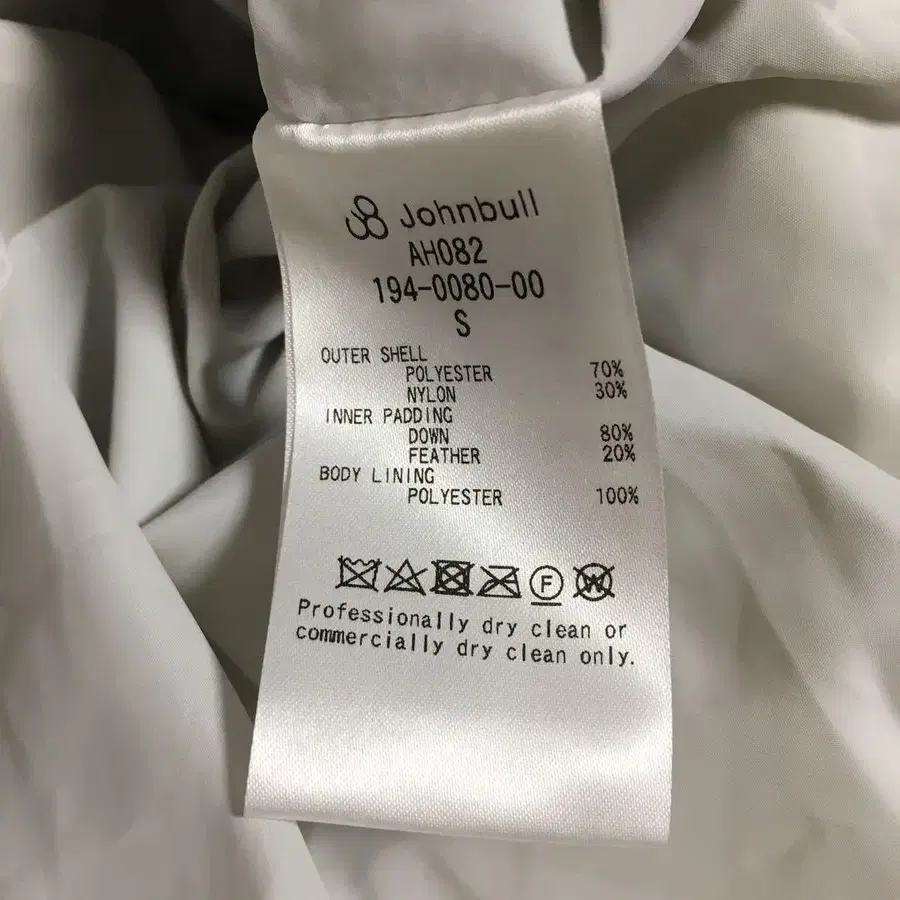 Johnbull
AH082
194-0080-00
S
OUTER SHELL
POLYESTER 70%
NYLON 30%
INNER PADDING
DOWN 80%
FEATHER 20%
BODY LINING
POLYESTER 100%
F W
Professionally dry clean or
commercially dry clean only.